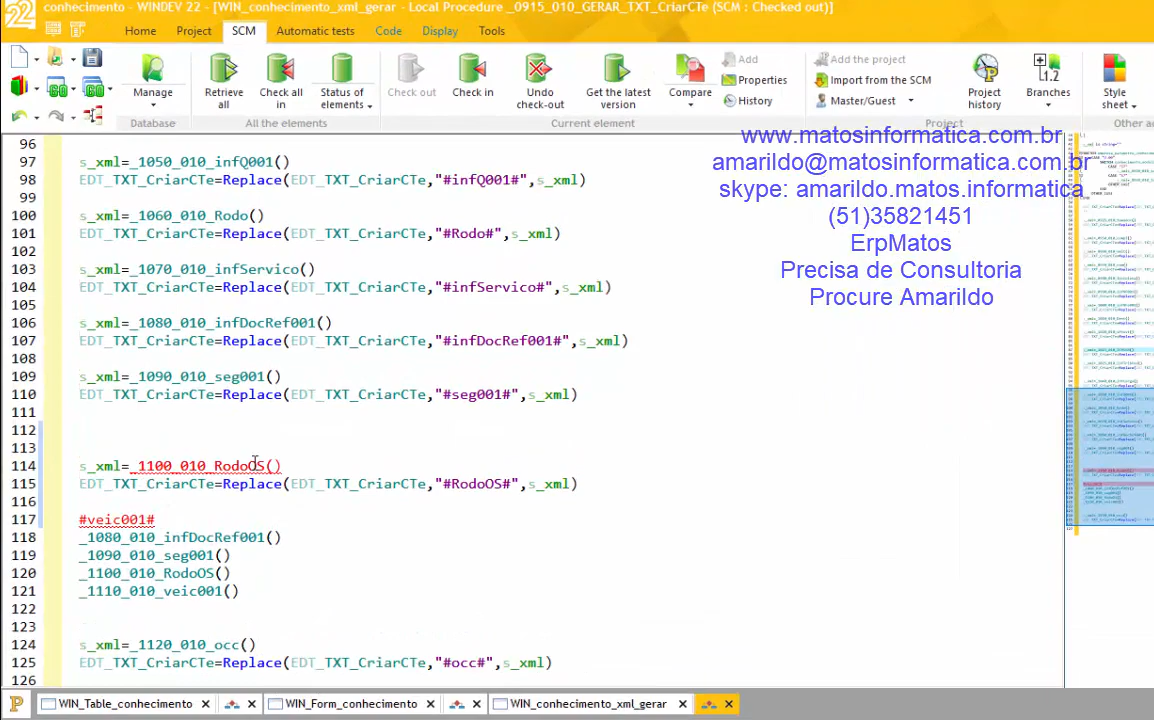 conhecimento - WINDEV 22 - [WIN_conhecimento_xml_gerar - Local Procedure _0915_010_GERAR_TXT_CriarCTe (SCM : Checked out)]
Home Project SCM Automatic tests Code Display Tools
Manage
Retrieve all
Check all in
Status of elements
Check out
Check in
Undo check-out
Get the latest version
Compare
Add
Properties
History
Add the project
Import from the SCM
Master/Guest
Project history
Branches
Style sheet
Database All the elements Current element Project Other ac
www.matosinformatica.com.br
amarildo@matosinformatica.com.br
skype: amarildo.matos.informatica
(51)35821451
ErpMatos
Precisa de Consultoria
Procure Amarildo
96
97 s_xml=_1050_010_infQ001()
98 EDT_TXT_CriarCTe=Replace(EDT_TXT_CriarCTe,"#infQ001#",s_xml)
99
100 s_xml=_1060_010_Rodo()
101 EDT_TXT_CriarCTe=Replace(EDT_TXT_CriarCTe,"#Rodo#",s_xml)
102
103 s_xml=_1070_010_infServico()
104 EDT_TXT_CriarCTe=Replace(EDT_TXT_CriarCTe,"#infServico#",s_xml)
105
106 s_xml=_1080_010_infDocRef001()
107 EDT_TXT_CriarCTe=Replace(EDT_TXT_CriarCTe,"#infDocRef001#",s_xml)
108
109 s_xml=_1090_010_seg001()
110 EDT_TXT_CriarCTe=Replace(EDT_TXT_CriarCTe,"#seg001#",s_xml)
111
112
113
114 s_xml=_1100_010_RodoOS()
115 EDT_TXT_CriarCTe=Replace(EDT_TXT_CriarCTe,"#RodoOS#",s_xml)
116
117 #veic001#
118 _1080_010_infDocRef001()
119 _1090_010_seg001()
120 _1100_010_RodoOS()
121 _1110_010_veic001()
122
123
124 s_xml=_1120_010_occ()
125 EDT_TXT_CriarCTe=Replace(EDT_TXT_CriarCTe,"#occ#",s_xml)
126
WIN_Table_conhecimento WIN_Form_conhecimento WIN_conhecimento_xml_gerar